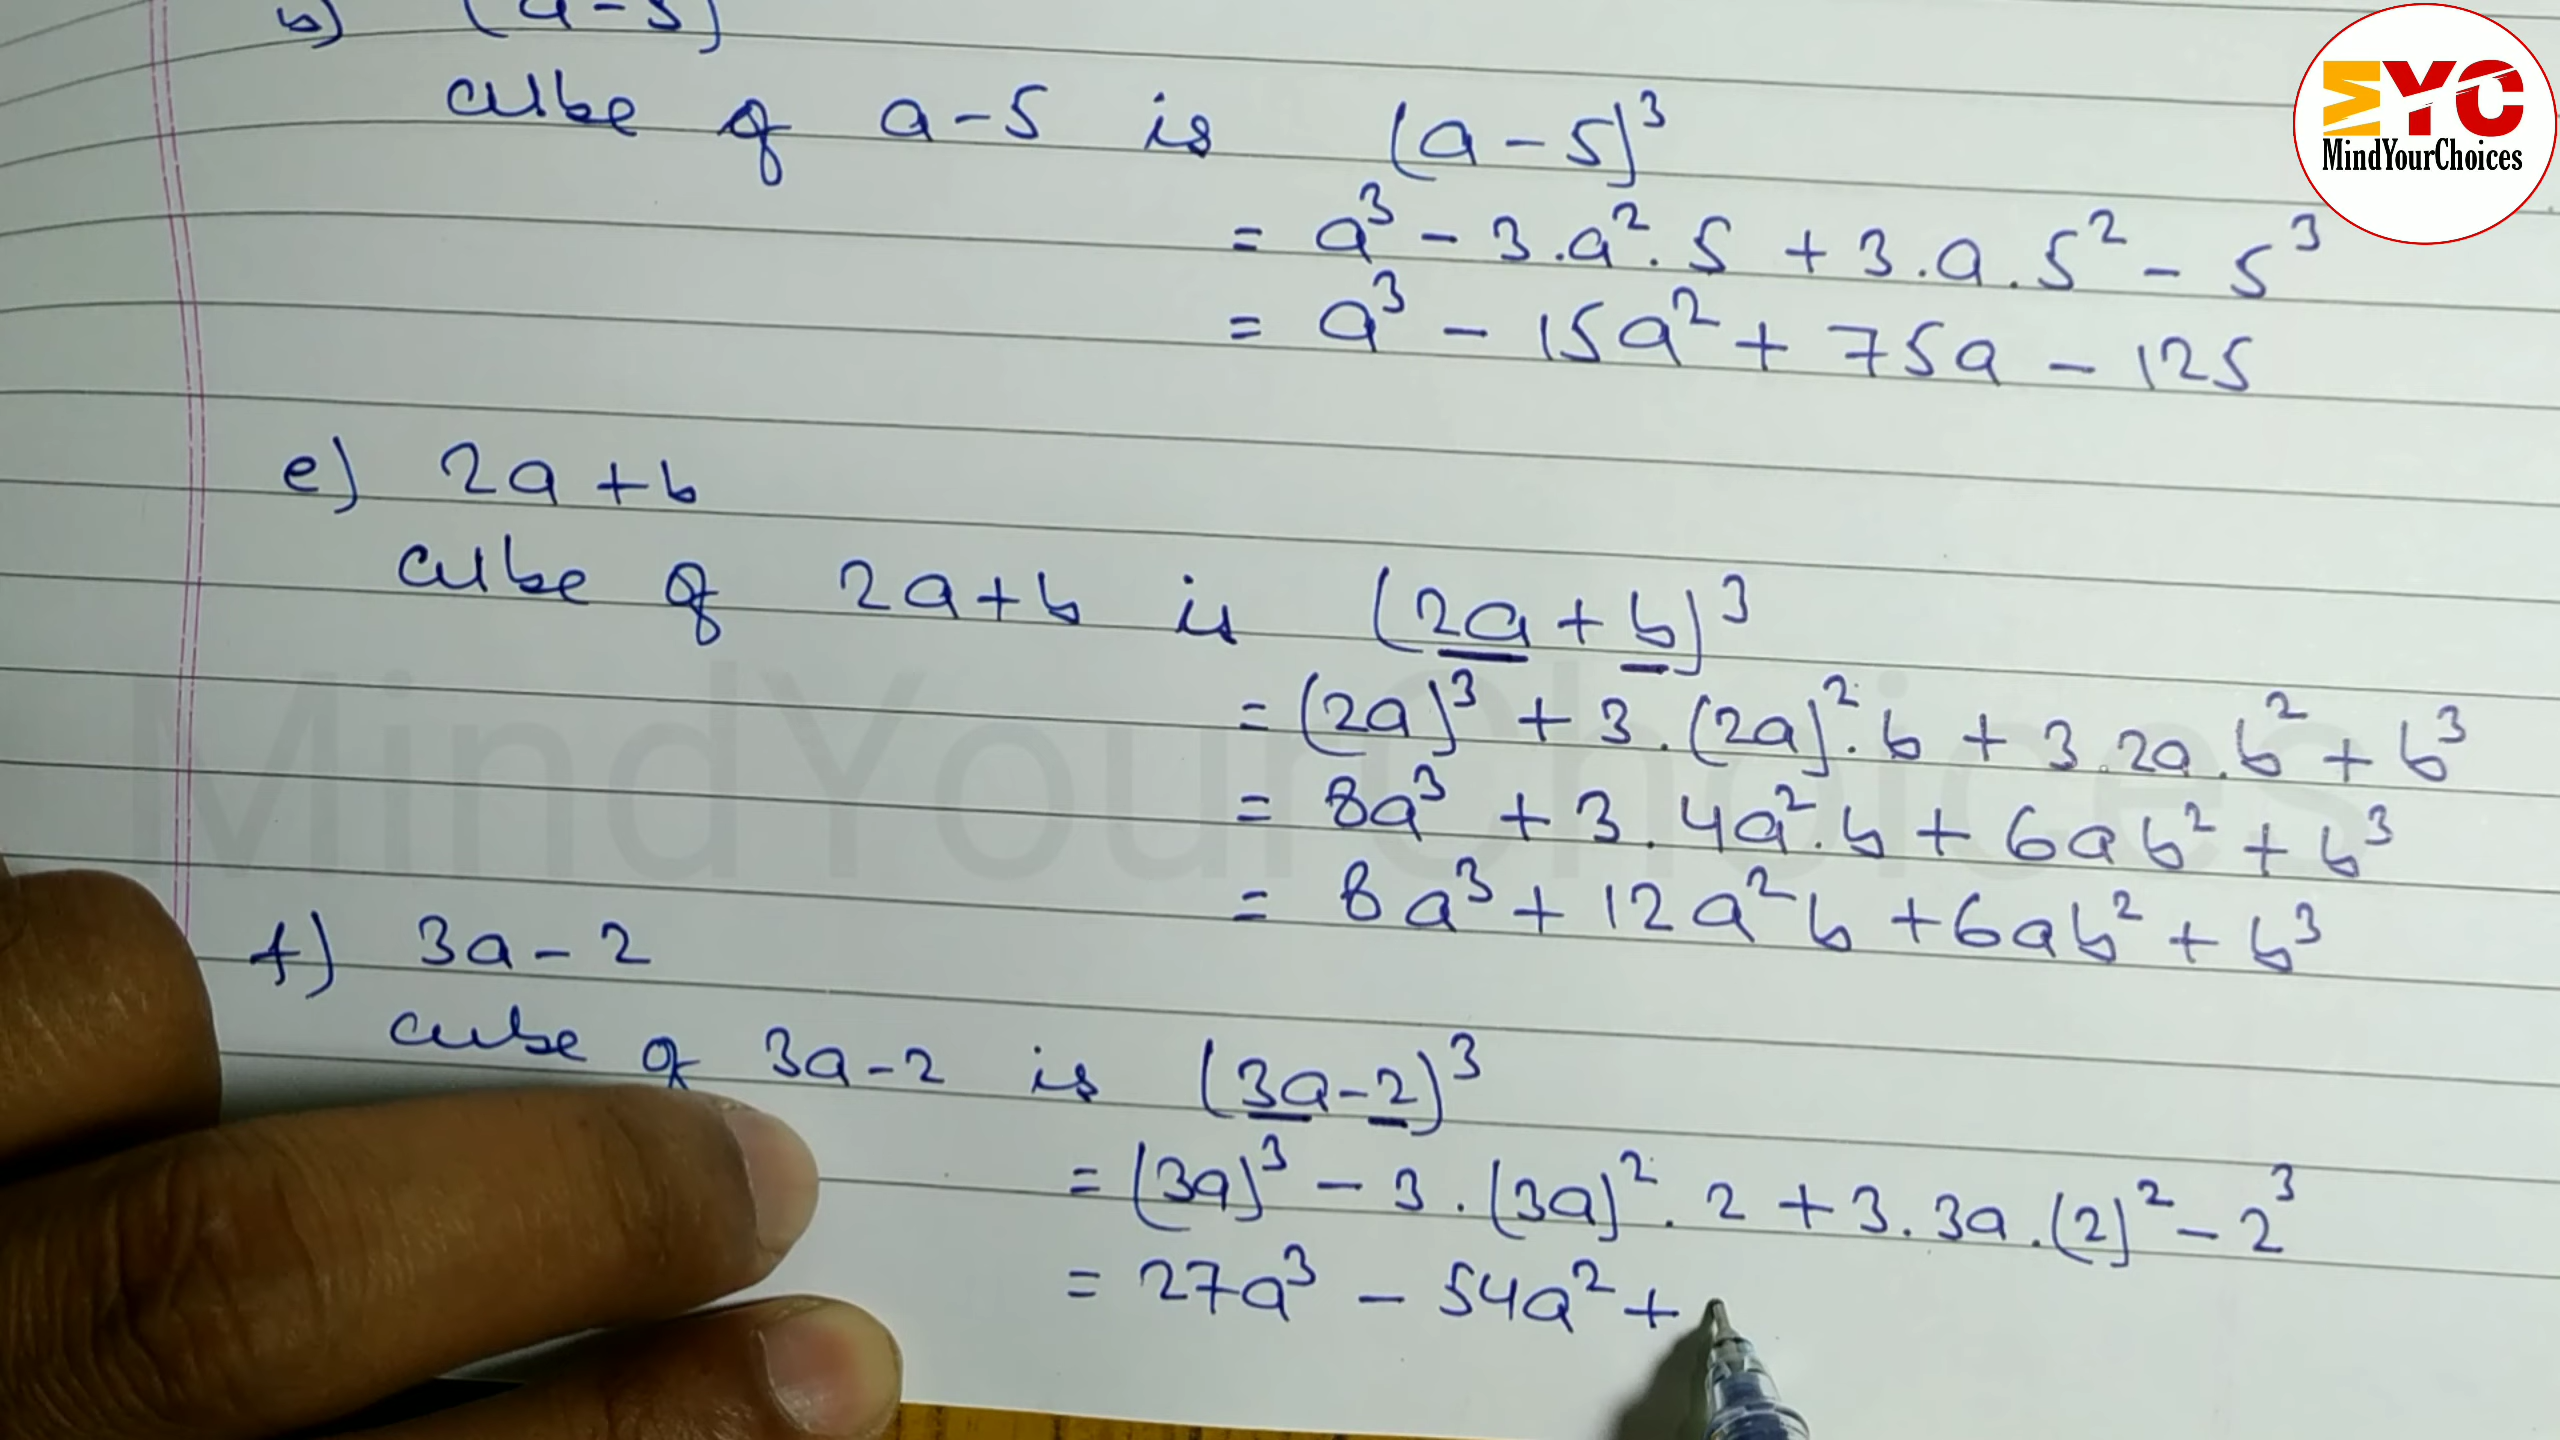 b) (a-5)
MYC
MindYourChoices
cube of a-5 is (a-5)³
= a³ - 3.a².5 + 3.a.5² - 5³
= a³ - 15a² + 75a - 125
e) 2a+b
cube of 2a+b is (2a+b)³
= (2a)³ + 3.(2a)².b + 3.2a.b² + b³
MindYourChoices
= 8a³ + 3.4a².b + 6ab² + b³
= 8a³ + 12a²b + 6ab² + b³
f) 3a-2
cube of 3a-2 is (3a-2)³
= (3a)³ - 3.(3a)².2 + 3.3a.(2)² - 2³
= 27a³ - 54a² +